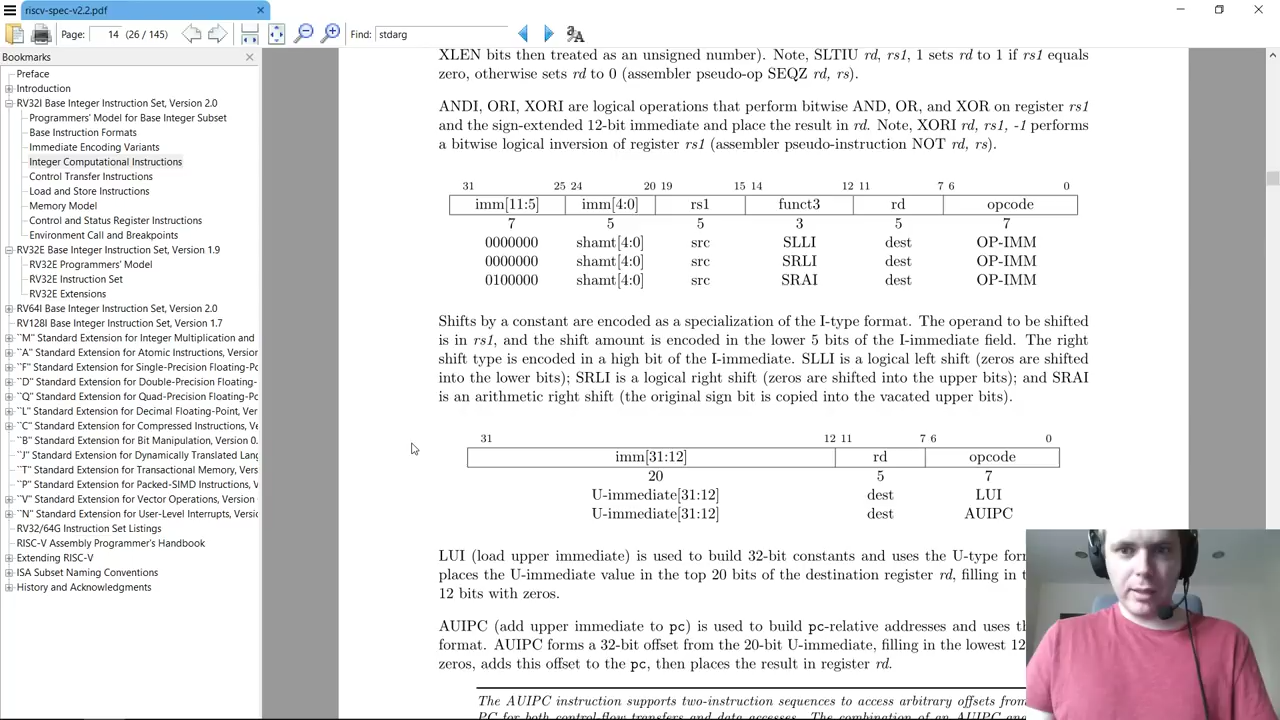 riscv-spec-v2.2.pdf
Page: 14 (26 / 145) Find: stdarg
Bookmarks
Preface
Introduction
RV32I Base Integer Instruction Set, Version 2.0
Programmers' Model for Base Integer Subset
Base Instruction Formats
Immediate Encoding Variants
Integer Computational Instructions
Control Transfer Instructions
Load and Store Instructions
Memory Model
Control and Status Register Instructions
Environment Call and Breakpoints
RV32E Base Integer Instruction Set, Version 1.9
RV32E Programmers' Model
RV32E Instruction Set
RV32E Extensions
RV64I Base Integer Instruction Set, Version 2.0
RV128I Base Integer Instruction Set, Version 1.7
``M'' Standard Extension for Integer Multiplication and
``A'' Standard Extension for Atomic Instructions, Version
``F'' Standard Extension for Single-Precision Floating-Po
``D'' Standard Extension for Double-Precision Floating-
``Q'' Standard Extension for Quad-Precision Floating-Po
``L'' Standard Extension for Decimal Floating-Point, Ver
``C'' Standard Extension for Compressed Instructions, Ve
``B'' Standard Extension for Bit Manipulation, Version 0.
``J'' Standard Extension for Dynamically Translated Lang
``T'' Standard Extension for Transactional Memory, Vers
``P'' Standard Extension for Packed-SIMD Instructions, V
``V'' Standard Extension for Vector Operations, Version
``N'' Standard Extension for User-Level Interrupts, Versic
RV32/64G Instruction Set Listings
RISC-V Assembly Programmer's Handbook
Extending RISC-V
ISA Subset Naming Conventions
History and Acknowledgments
XLEN bits then treated as an unsigned number). Note, SLTIU rd, rs1, 1 sets rd to 1 if rs1 equals
zero, otherwise sets rd to 0 (assembler pseudo-op SEQZ rd, rs).
ANDI, ORI, XORI are logical operations that perform bitwise AND, OR, and XOR on register rs1
and the sign-extended 12-bit immediate and place the result in rd. Note, XORI rd, rs1, -1 performs
a bitwise logical inversion of register rs1 (assembler pseudo-instruction NOT rd, rs).
31 25 24 20 19 15 14 12 11 7 6 0
imm[11:5] imm[4:0] rs1 funct3 rd opcode
7 5 5 3 5 7
0000000 shamt[4:0] src SLLI dest OP-IMM
0000000 shamt[4:0] src SRLI dest OP-IMM
0100000 shamt[4:0] src SRAI dest OP-IMM
Shifts by a constant are encoded as a specialization of the I-type format. The operand to be shifted
is in rs1, and the shift amount is encoded in the lower 5 bits of the I-immediate field. The right
shift type is encoded in a high bit of the I-immediate. SLLI is a logical left shift (zeros are shifted
into the lower bits); SRLI is a logical right shift (zeros are shifted into the upper bits); and SRAI
is an arithmetic right shift (the original sign bit is copied into the vacated upper bits).
31 12 11 7 6 0
imm[31:12] rd opcode
20 5 7
U-immediate[31:12] dest LUI
U-immediate[31:12] dest AUIPC
LUI (load upper immediate) is used to build 32-bit constants and uses the U-type for
places the U-immediate value in the top 20 bits of the destination register rd, filling in t
12 bits with zeros.
AUIPC (add upper immediate to pc) is used to build pc-relative addresses and uses th
format. AUIPC forms a 32-bit offset from the 20-bit U-immediate, filling in the lowest 12
zeros, adds this offset to the pc, then places the result in register rd.
The AUIPC instruction supports two-instruction sequences to access arbitrary offsets from
PC for both control-flow transfers and data accesses. The combination of an AUIPC an